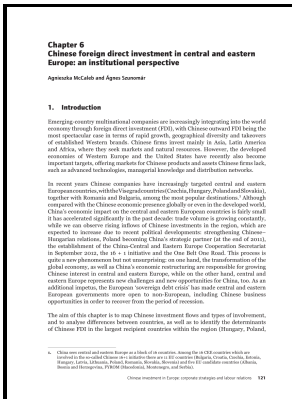 Chapter 6
Chinese foreign direct investment in central and eastern
Europe: an institutional perspective
Agnieszka McCaleb and Ágnes Szunomár
1. Introduction
Emerging-country multinational companies are increasingly integrating into the world
economy through foreign direct investment (FDI), with Chinese outward FDI being the
most spectacular case in terms of rapid growth, geographical diversity and takeovers
of established Western brands. Chinese firms invest mainly in Asia, Latin America
and Africa, where they seek markets and natural resources. However, the developed
economies of Western Europe and the United States have recently also become
important targets, offering markets for Chinese products and assets Chinese firms lack,
such as advanced technologies, managerial knowledge and distribution networks.
In recent years Chinese companies have increasingly targeted central and eastern
European countries, with the Visegrad countries (Czechia, Hungary, Poland and Slovakia),
together with Romania and Bulgaria, among the most popular destinations.¹ Although
compared with the Chinese economic presence globally or even in the developed world,
China's economic impact on the central and eastern European countries is fairly small
it has accelerated significantly in the past decade: trade volume is growing constantly,
while we can observe rising inflows of Chinese investments in the region, which are
expected to increase due to recent political developments: strengthening Chinese–
Hungarian relations, Poland becoming China's strategic partner (at the end of 2011),
the establishment of the China-Central and Eastern Europe Cooperation Secretariat
in September 2012, the 16 + 1 initiative and the One Belt One Road. This process is
quite a new phenomenon but not unsurprising: on one hand, the transformation of the
global economy, as well as China's economic restructuring are responsible for growing
Chinese interest in central and eastern Europe, while on the other hand, central and
eastern Europe represents new challenges and new opportunities for China, too. As an
additional impetus, the European 'sovereign debt crisis' has made central and eastern
European governments more open to non-European, including Chinese business
opportunities in order to recover from the period of recession.
The aim of this chapter is to map Chinese investment flows and types of involvement,
and to analyse differences between countries, as well as to identify the determinants
of Chinese FDI in the largest recipient countries within the region (Hungary, Poland,
1. China sees central and eastern Europe as a block of 16 countries. Among the 16 CEE countries which are
involved in the so-called Chinese 16+1 initiative there are 11 EU countries (Bulgaria, Croatia, Czechia, Estonia,
Hungary, Latvia, Lithuania, Poland, Romania, Slovakia, Slovenia) and five candidate countries (Albania,
Bosnia and Herzegovina, FYROM (Macedonia), Montenegro, and Serbia).
Chinese investment in Europe: corporate strategies and labour relations 121